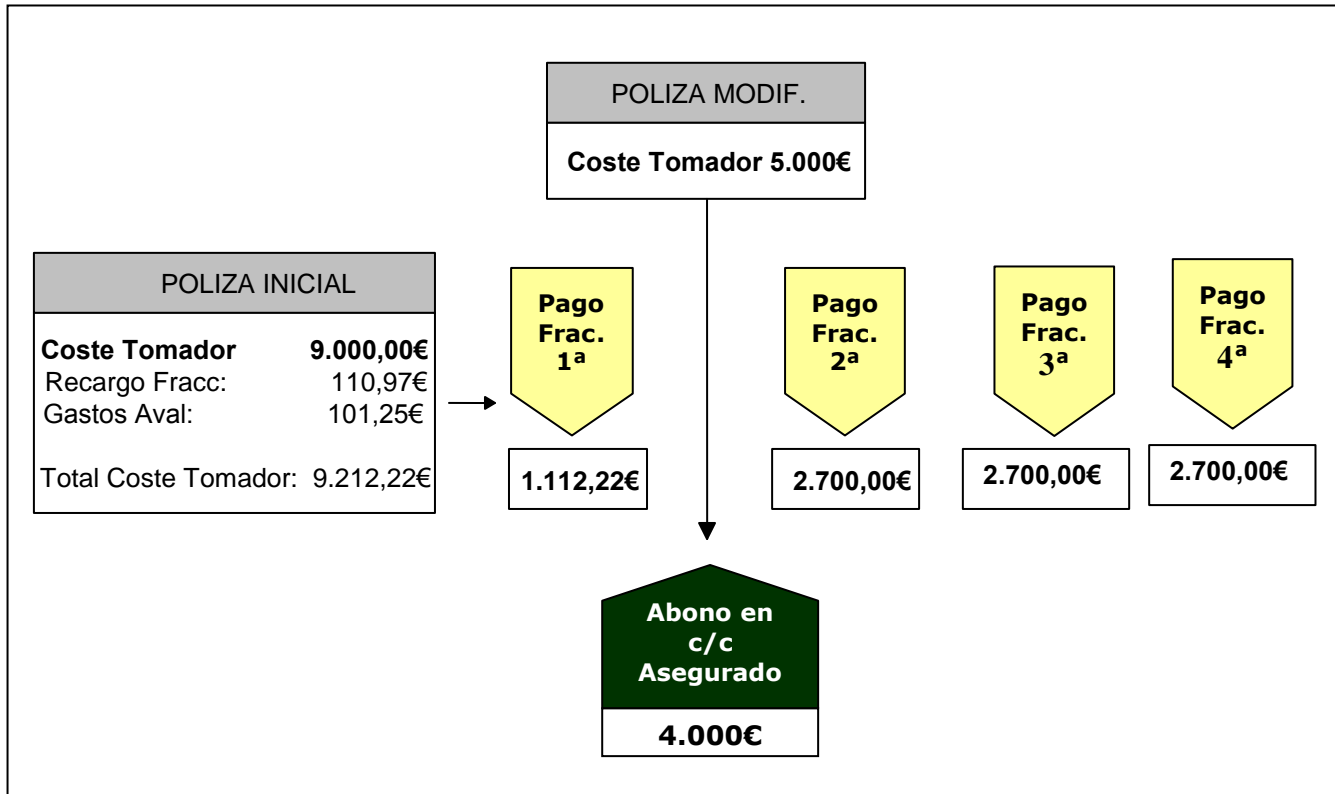 POLIZA MODIF.
Coste Tomador 5.000€
POLIZA INICIAL
Coste Tomador 9.000,00€
Recargo Fracc: 110,97€
Gastos Aval: 101,25€
Total Coste Tomador: 9.212,22€
Pago
Frac.
1ª
1.112,22€
Pago
Frac.
2ª
2.700,00€
Pago
Frac.
3ª
2.700,00€
Pago
Frac.
4ª
2.700,00€
Abono en
c/c
Asegurado
4.000€